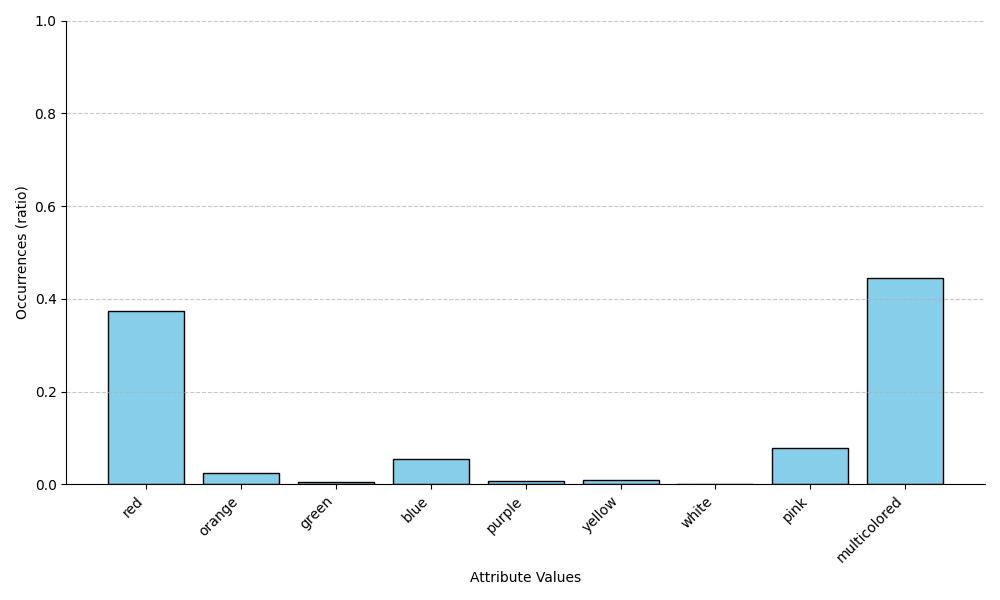 1.0
0.8
0.6
0.4
0.2
0.0
Occurrences (ratio)
red
orange
green
blue
purple
yellow
white
pink
multicolored
Attribute Values